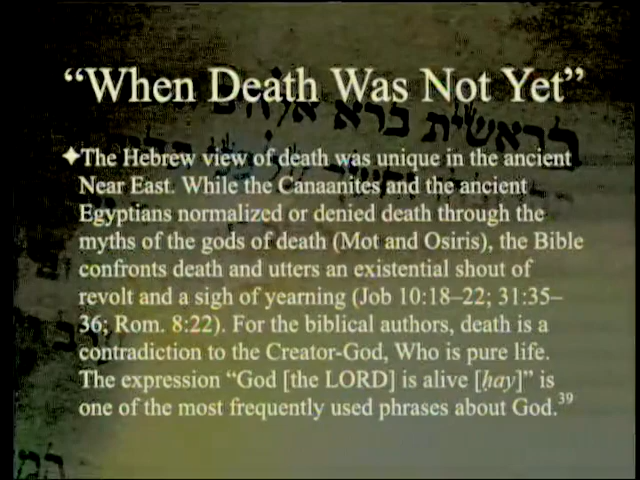 “When Death Was Not Yet”
בראשית ברא אלהים
✦The Hebrew view of death was unique in the ancient
Near East. While the Canaanites and the ancient
Egyptians normalized or denied death through the
myths of the gods of death (Mot and Osiris), the Bible
confronts death and utters an existential shout of
revolt and a sigh of yearning (Job 10:18–22; 31:35–
36; Rom. 8:22). For the biblical authors, death is a
contradiction to the Creator-God, Who is pure life.
The expression “God [the LORD] is alive [ḥay]” is
one of the most frequently used phrases about God.39